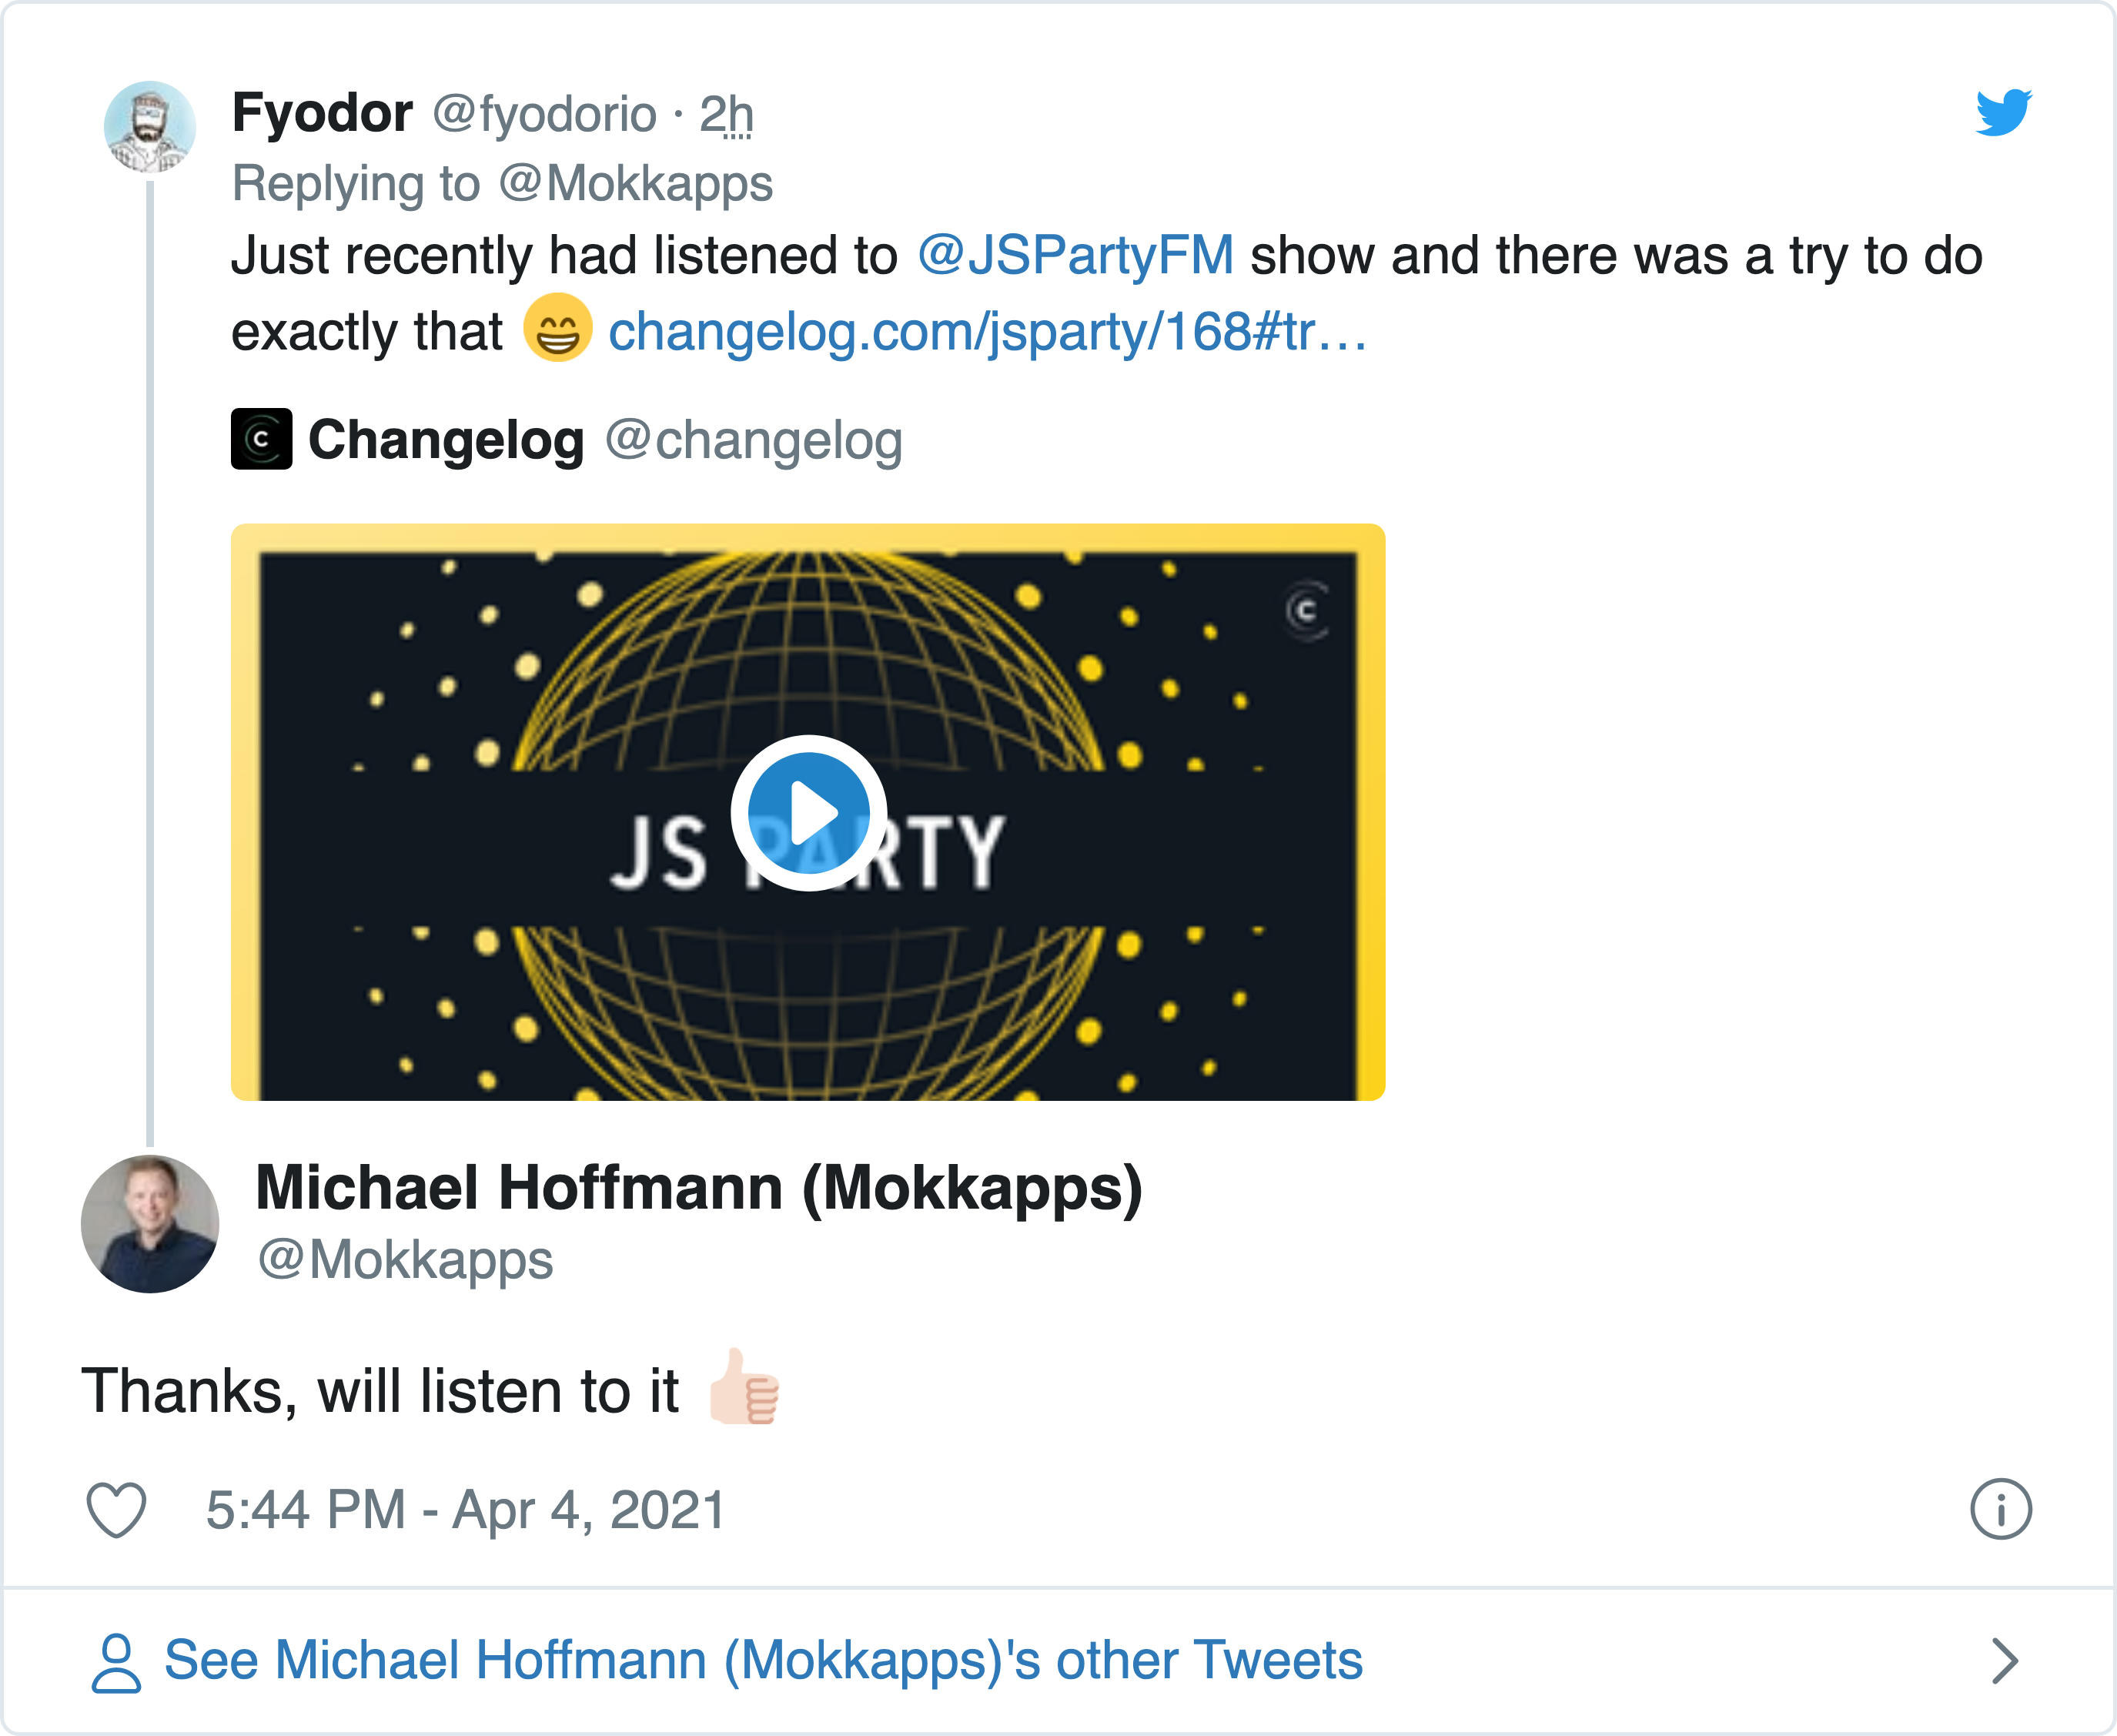 Fyodor @fyodorio · 2h
Replying to @Mokkapps
Just recently had listened to @JSPartyFM show and there was a try to do
exactly that 😁 changelog.com/jsparty/168#tr…
C Changelog @changelog
C
JS PARTY
Michael Hoffmann (Mokkapps)
@Mokkapps
Thanks, will listen to it 👍🏻
5:44 PM - Apr 4, 2021
See Michael Hoffmann (Mokkapps)'s other Tweets